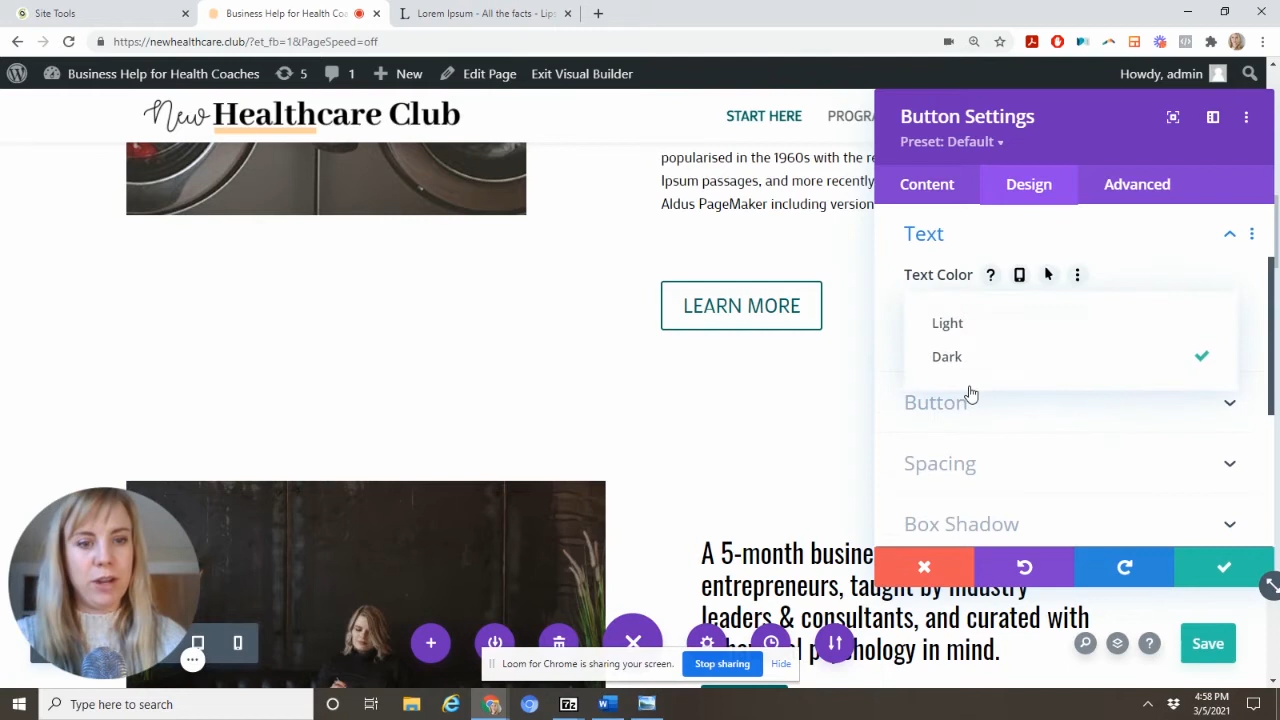 Site Tools
Business Help for Health Coa
Lorem Ipsum - All the facts - Lips
https://newhealthcare.club/?et_fb=1&PageSpeed=off
Business Help for Health Coaches
5
1
New
Edit Page
Exit Visual Builder
Howdy, admin
New Healthcare Club
START HERE
PROGRA
popularised in the 1960s with the re
Ipsum passages, and more recently
Aldus PageMaker including version
LEARN MORE
A 5-month busine
entrepreneurs, taught by industry
leaders & consultants, and curated with
psychology in mind.
Button Settings
Preset: Default
Content
Design
Advanced
Text
Text Color
?
Light
Dark
Button
Spacing
Box Shadow
?
Save
Loom for Chrome is sharing your screen.
Stop sharing
Hide
Type here to search
4:58 PM
3/5/2021